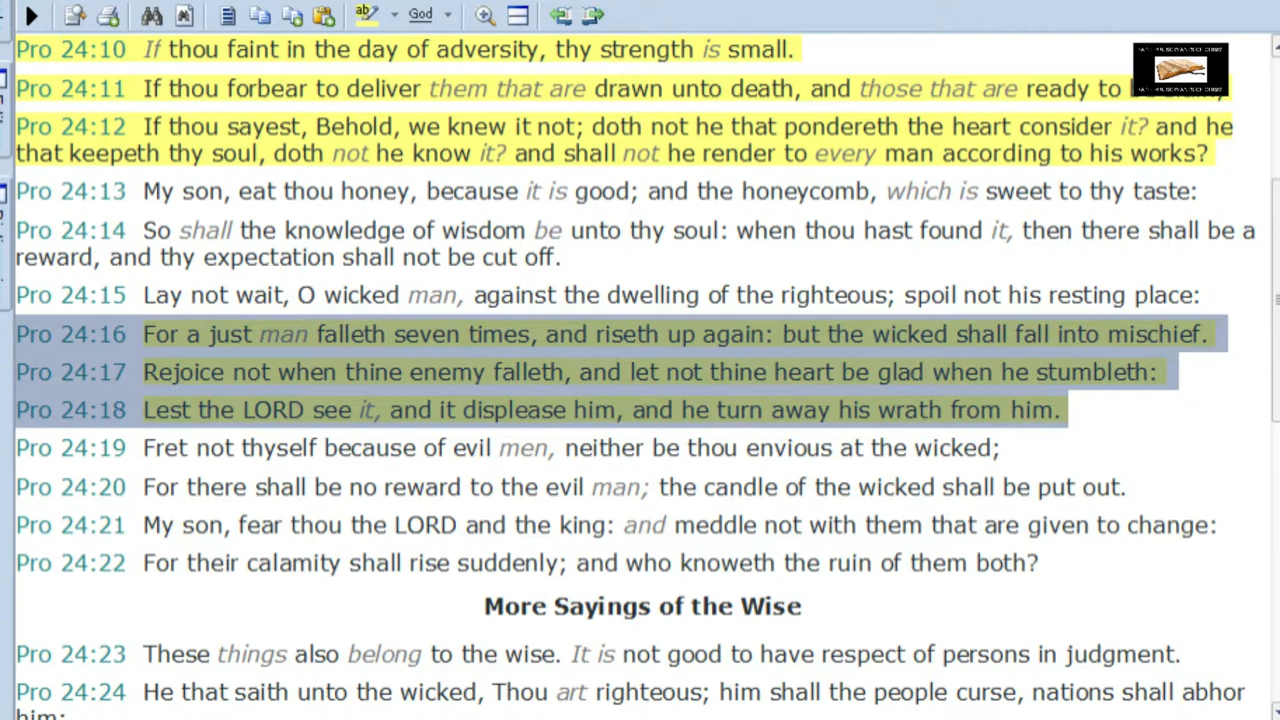 God
Pro 24:10 If thou faint in the day of adversity, thy strength is small.
Pro 24:11 If thou forbear to deliver them that are drawn unto death, and those that are ready to
Pro 24:12 If thou sayest, Behold, we knew it not; doth not he that pondereth the heart consider it? and he
that keepeth thy soul, doth not he know it? and shall not he render to every man according to his works?
Pro 24:13 My son, eat thou honey, because it is good; and the honeycomb, which is sweet to thy taste:
Pro 24:14 So shall the knowledge of wisdom be unto thy soul: when thou hast found it, then there shall be a
reward, and thy expectation shall not be cut off.
Pro 24:15 Lay not wait, O wicked man, against the dwelling of the righteous; spoil not his resting place:
Pro 24:16 For a just man falleth seven times, and riseth up again: but the wicked shall fall into mischief.
Pro 24:17 Rejoice not when thine enemy falleth, and let not thine heart be glad when he stumbleth:
Pro 24:18 Lest the LORD see it, and it displease him, and he turn away his wrath from him.
Pro 24:19 Fret not thyself because of evil men, neither be thou envious at the wicked;
Pro 24:20 For there shall be no reward to the evil man; the candle of the wicked shall be put out.
Pro 24:21 My son, fear thou the LORD and the king: and meddle not with them that are given to change:
Pro 24:22 For their calamity shall rise suddenly; and who knoweth the ruin of them both?
More Sayings of the Wise
Pro 24:23 These things also belong to the wise. It is not good to have respect of persons in judgment.
Pro 24:24 He that saith unto the wicked, Thou art righteous; him shall the people curse, nations shall abhor
him: